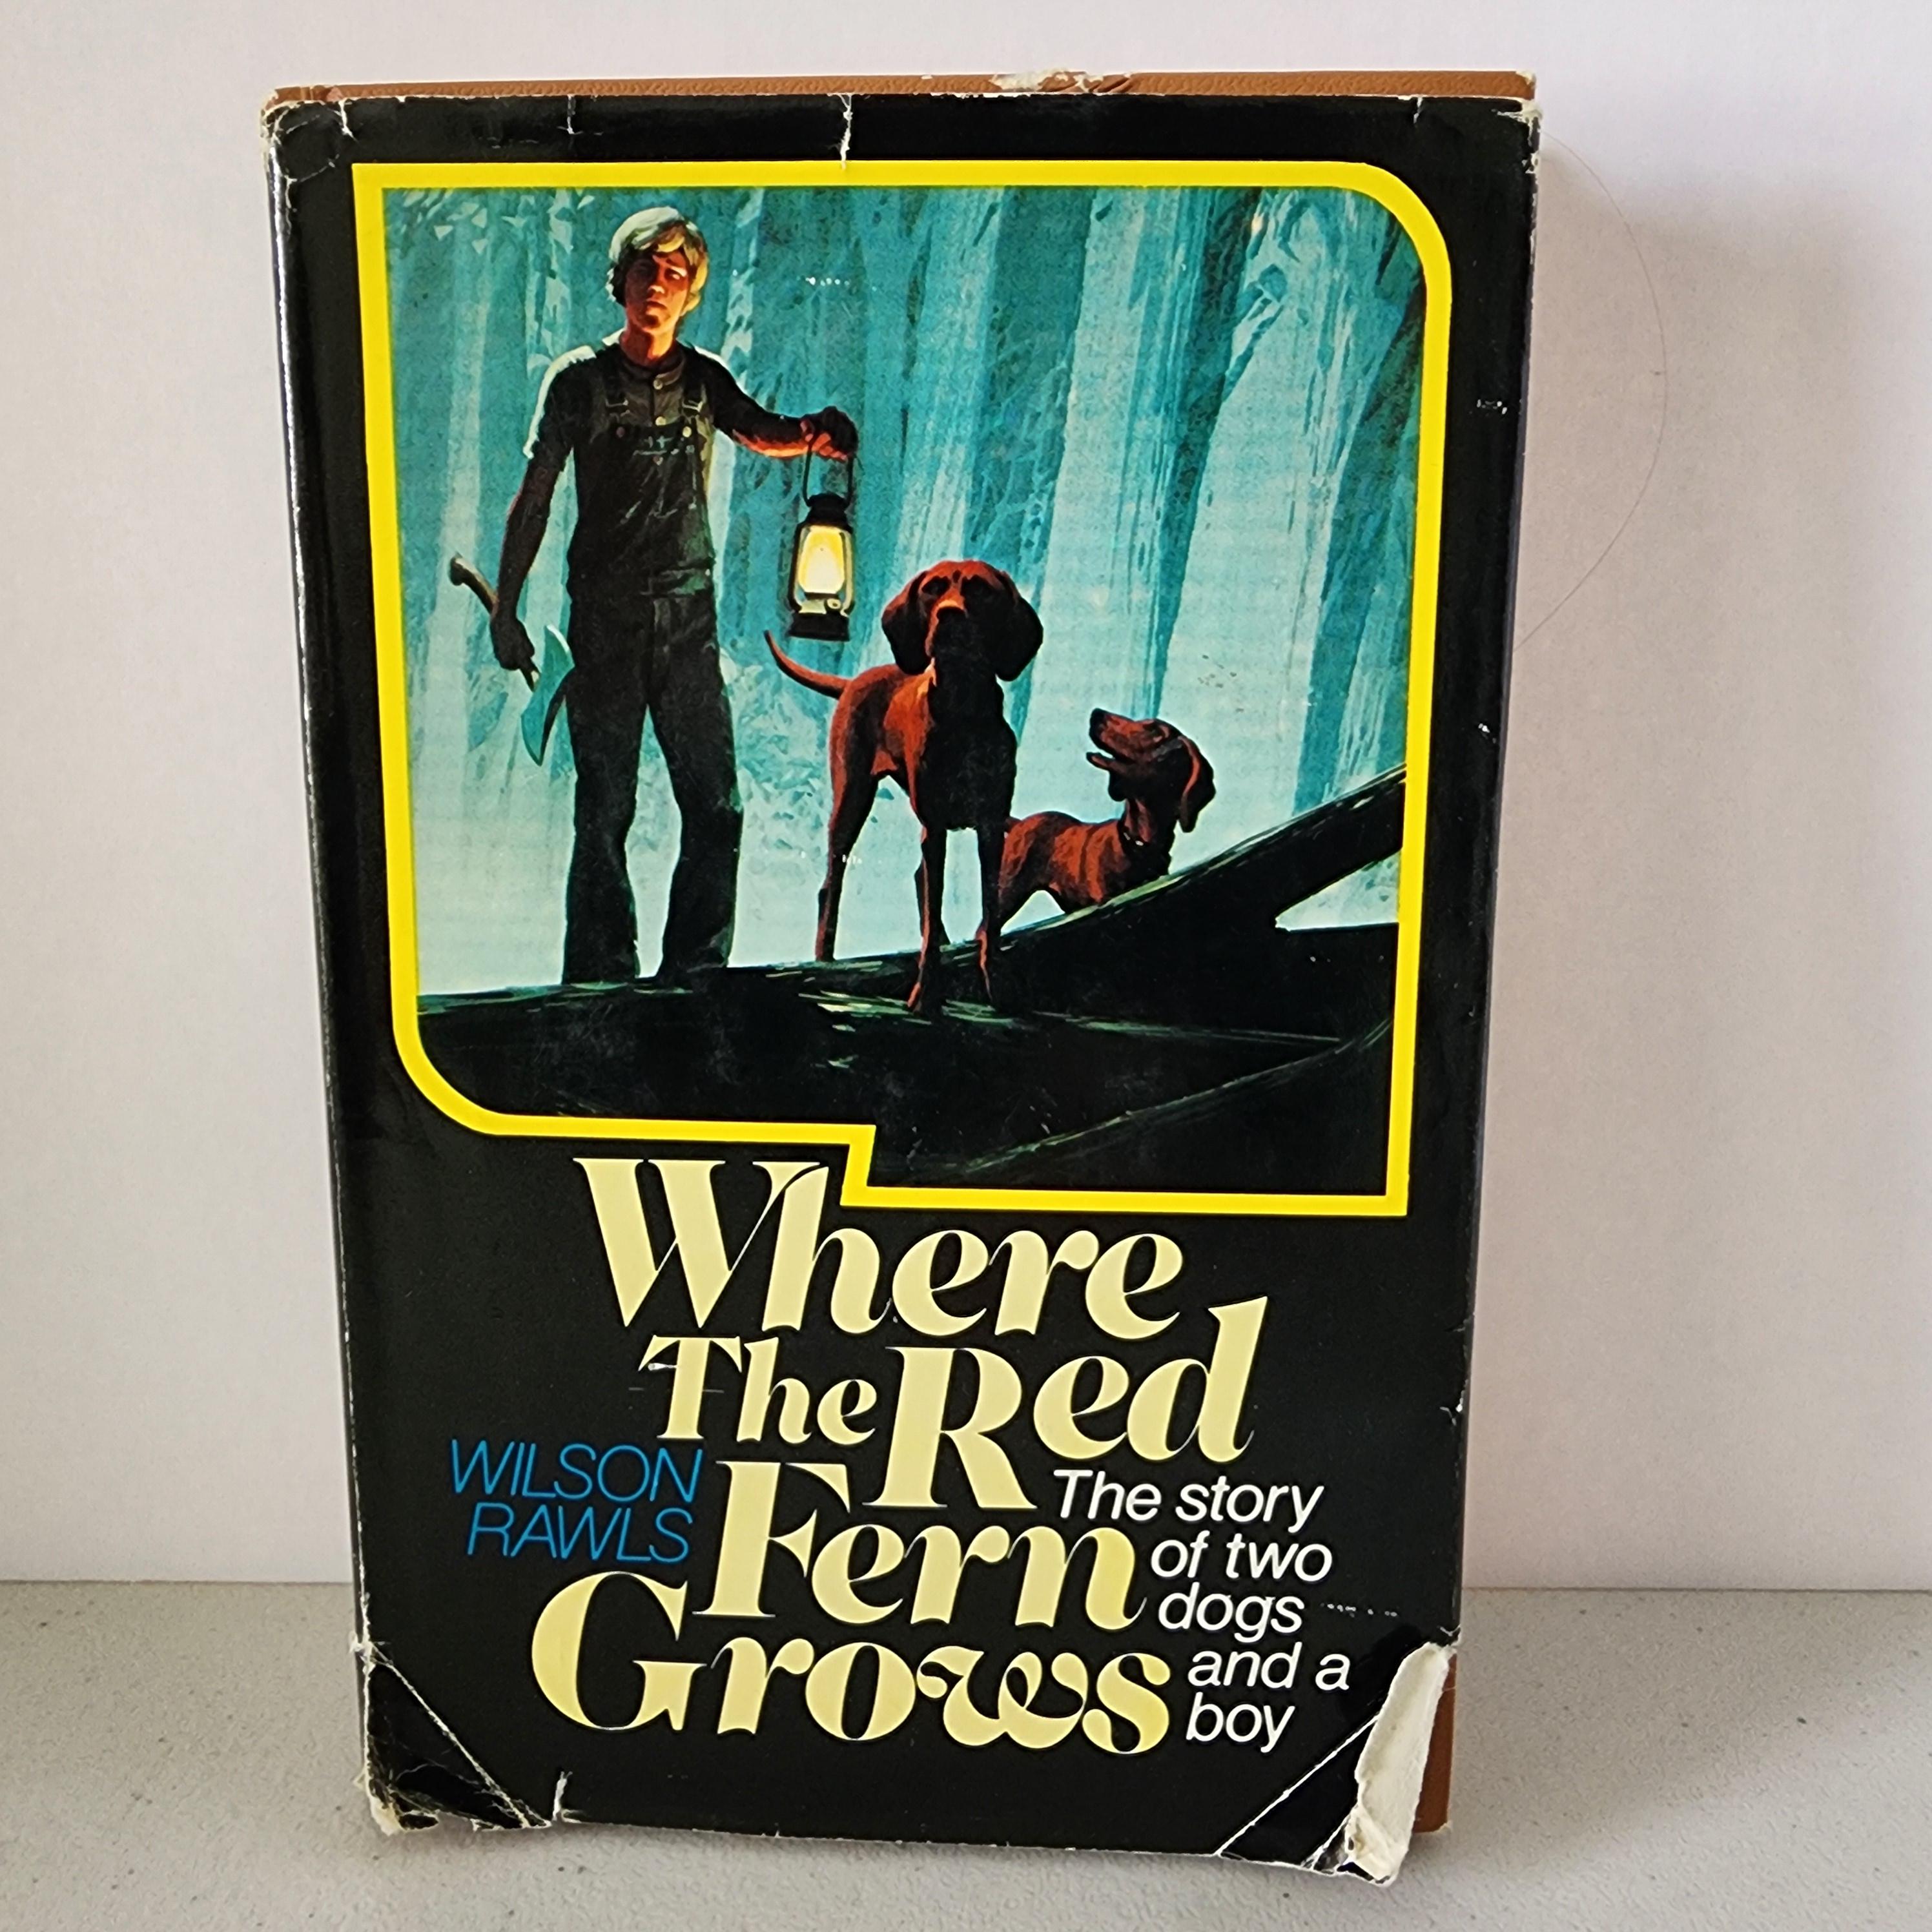 Where
The Red
WILSON
RAWLS
Fern
Grows
The story
of two
dogs
and a
boy